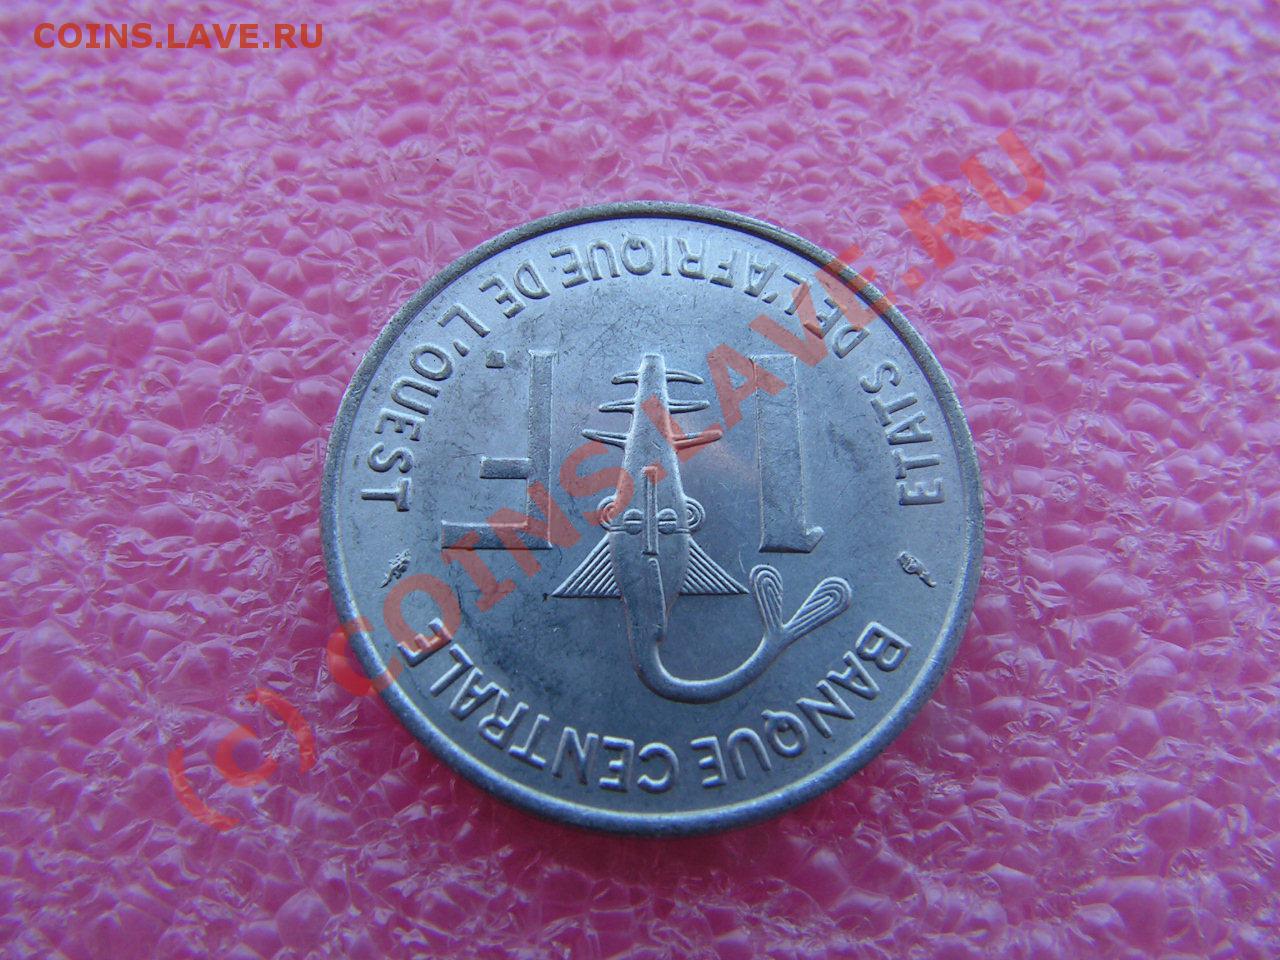 COINS.LAVE.RU
BANQUE CENTRALE
ETATS DE L'AFRIQUE DE L'OUEST
1 F.
(c) COINS.LAVE.RU